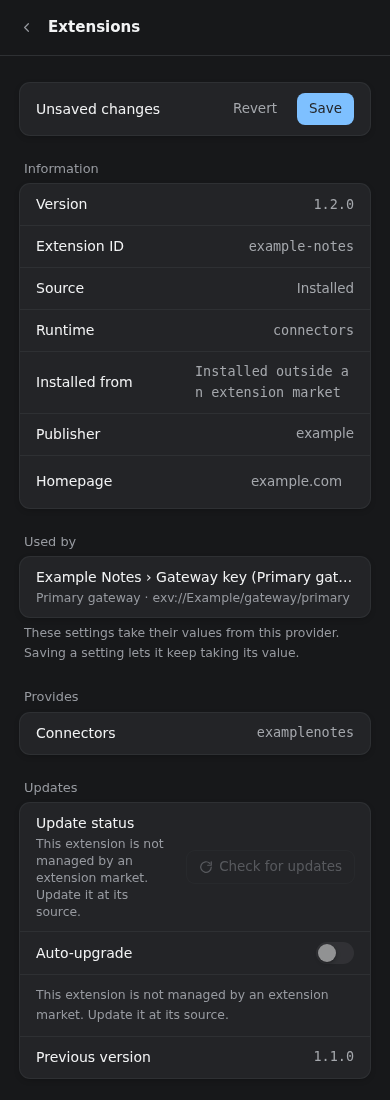 Extensions
Unsaved changes
Revert
Save
Information
Version
1.2.0
Extension ID
example-notes
Source
Installed
Runtime
connectors
Installed from
Installed outside a
n extension market
Publisher
example
Homepage
example.com
Used by
Example Notes › Gateway key (Primary gat…
Primary gateway · exv://Example/gateway/primary
These settings take their values from this provider.
Saving a setting lets it keep taking its value.
Provides
Connectors
examplenotes
Updates
Update status
This extension is not
managed by an
extension market.
Update it at its
source.
Check for updates
Auto-upgrade
This extension is not managed by an extension
market. Update it at its source.
Previous version
1.1.0